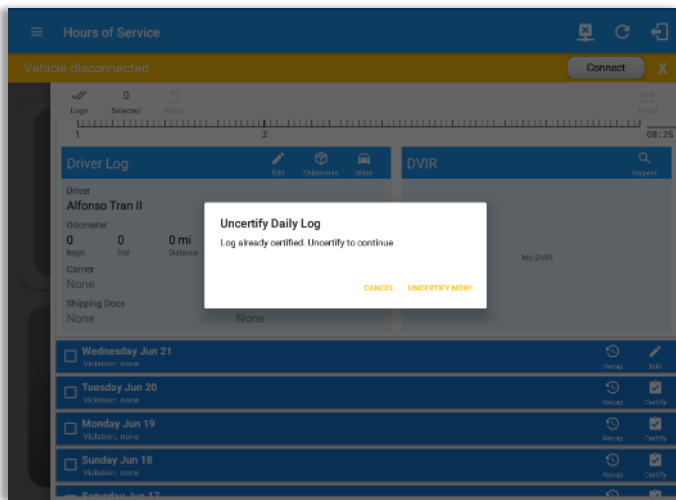 Hours of Service
Vehicle disconnected
Connect X
0
Logs Selected Reset Email
1 2 08:25
Driver Log
Edit Shipments Miles
DVIR
Inspect
Driver
Alfonso Tran II
Odometer
0 0 0 mi
Begin End Distance
Carrier
None
Shipping Docs
None None
No DVIR
Uncertify Daily Log
Log already certified. Uncertify to continue
CANCEL UNCERTIFY NOW!
Wednesday Jun 21
Violation: none
Recap Edit
Tuesday Jun 20
Violation: none
Recap Certify
Monday Jun 19
Violation: none
Recap Certify
Sunday Jun 18
Violation: none
Recap Certify
Saturday Jun 17